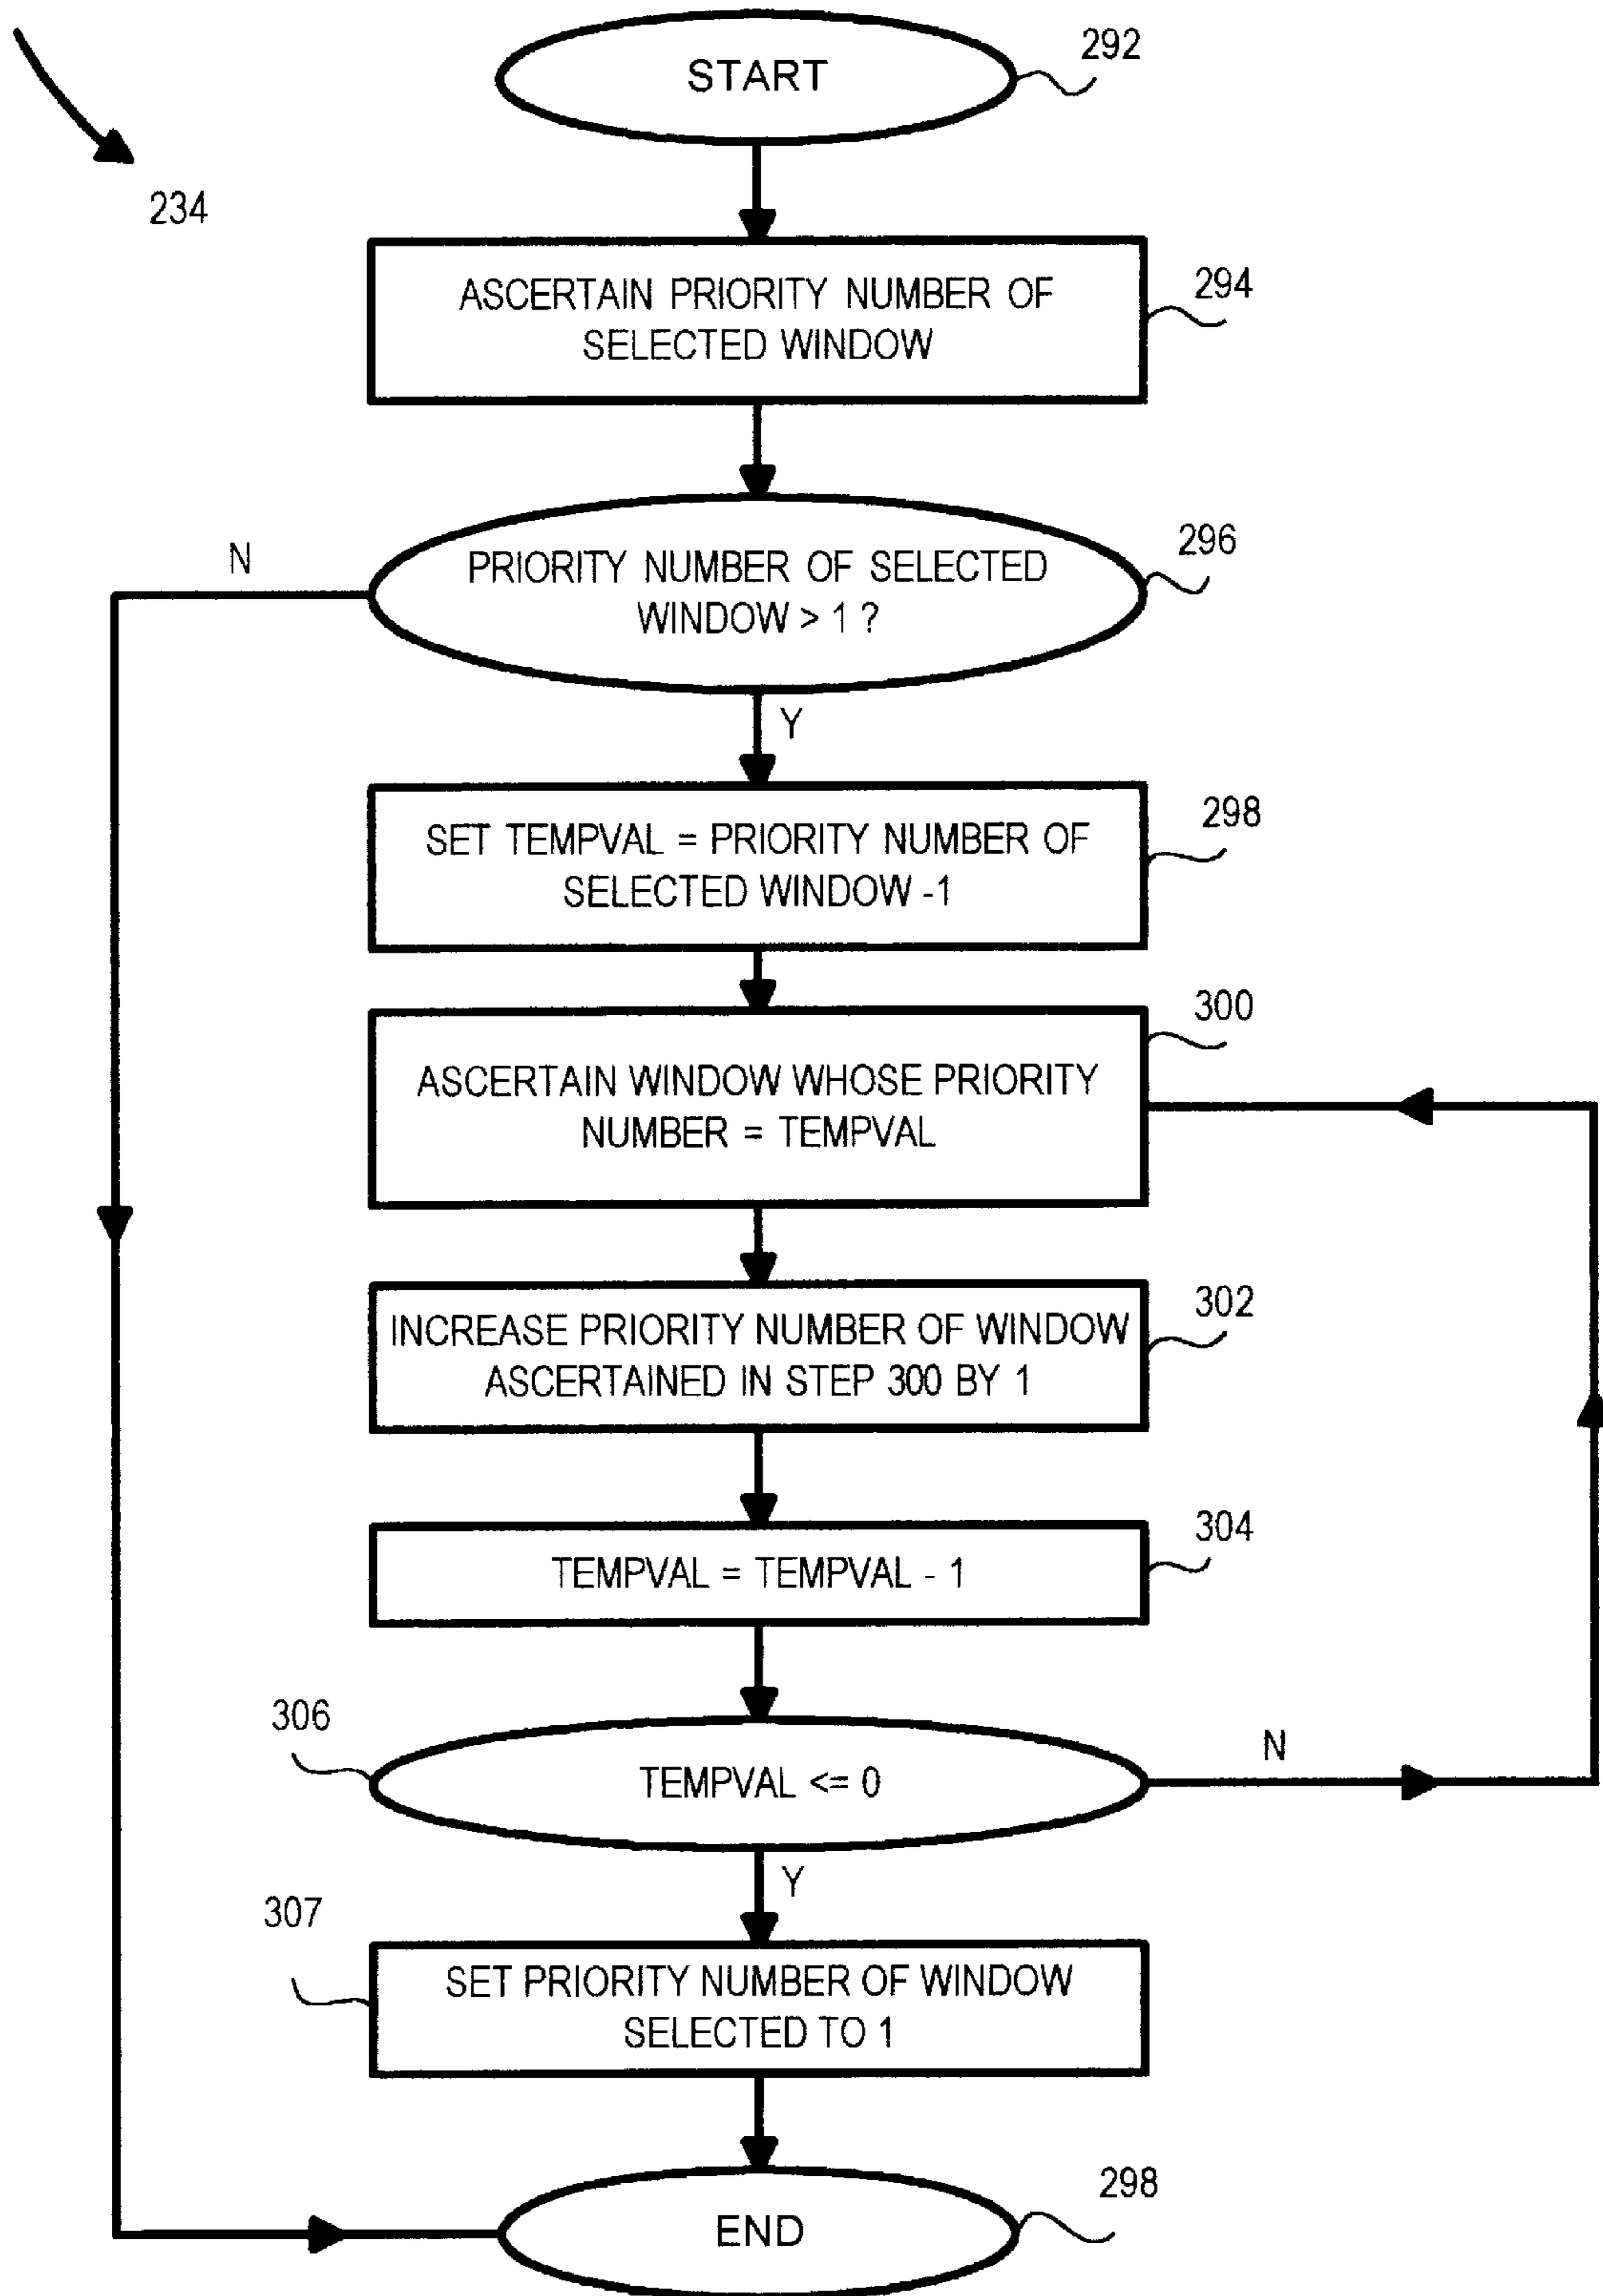 START
292
234
ASCERTAIN PRIORITY NUMBER OF
SELECTED WINDOW
294
N
PRIORITY NUMBER OF SELECTED
WINDOW > 1 ?
296
Y
SET TEMPVAL = PRIORITY NUMBER OF
SELECTED WINDOW -1
298
ASCERTAIN WINDOW WHOSE PRIORITY
NUMBER = TEMPVAL
300
INCREASE PRIORITY NUMBER OF WINDOW
ASCERTAINED IN STEP 300 BY 1
302
TEMPVAL = TEMPVAL - 1
304
306
TEMPVAL <= 0
N
Y
307
SET PRIORITY NUMBER OF WINDOW
SELECTED TO 1
END
298